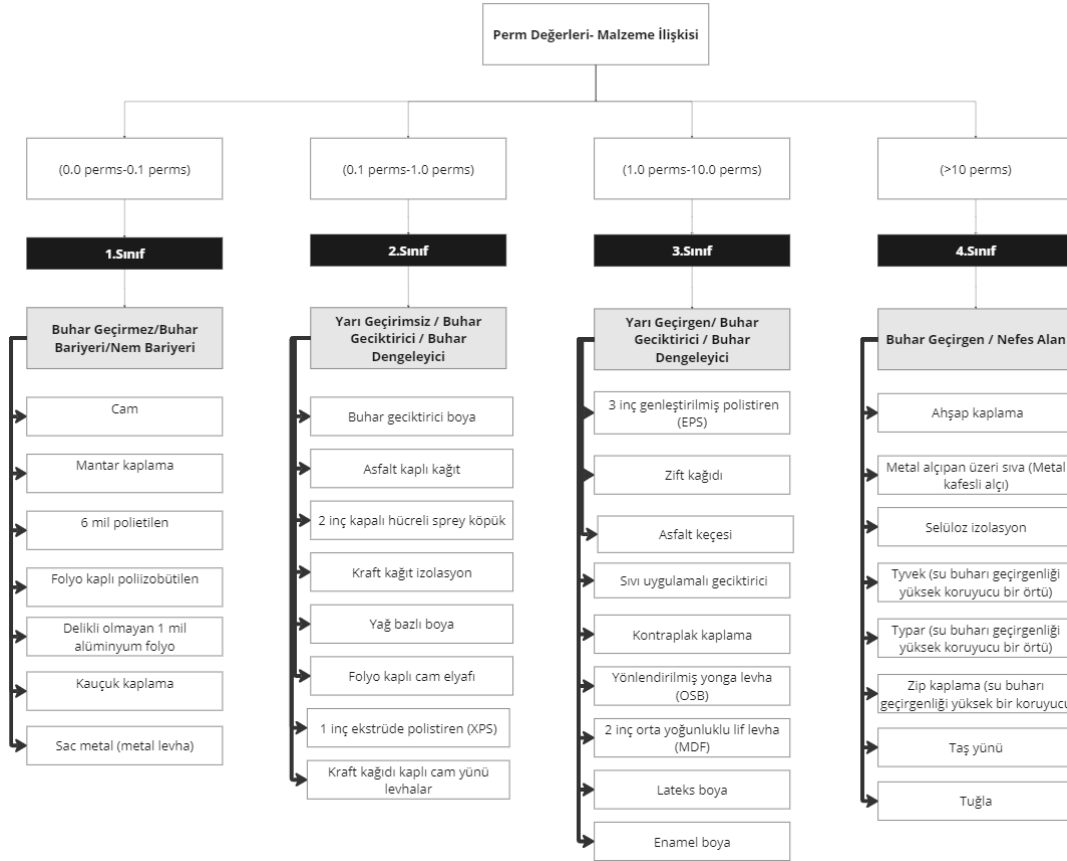 Perm Değerleri- Malzeme İlişkisi
(0.0 perms-0.1 perms)
(0.1 perms-1.0 perms)
(1.0 perms-10.0 perms)
(>10 perms)
1.Sınıf
2.Sınıf
3.Sınıf
4.Sınıf
Buhar Geçirmez/Buhar
Bariyeri/Nem Bariyeri
Yarı Geçirimsiz / Buhar
Geciktirici / Buhar
Dengeleyici
Yarı Geçirgen/ Buhar
Geciktirici / Buhar
Dengeleyici
Buhar Geçirgen / Nefes Alan
Cam
Mantar kaplama
6 mil polietilen
Folyo kaplı poliizobütilen
Delikli olmayan 1 mil
alüminyum folyo
Kauçuk kaplama
Sac metal (metal levha)
Buhar geciktirici boya
Asfalt kaplı kağıt
2 inç kapalı hücreli sprey köpük
Kraft kağıt izolasyon
Yağ bazlı boya
Folyo kaplı cam elyafı
1 inç ekstrüde polistiren (XPS)
Kraft kağıdı kaplı cam yünü
levhalar
3 inç genleştirilmiş polistiren
(EPS)
Zift kağıdı
Asfalt keçesi
Sıvı uygulamalı geciktirici
Kontraplak kaplama
Yönlendirilmiş yonga levha
(OSB)
2 inç orta yoğunluklu lif levha
(MDF)
Lateks boya
Enamel boya
Ahşap kaplama
Metal alçıpan üzeri sıva (Metal
kafesli alçı)
Selüloz izolasyon
Tyvek (su buharı geçirgenliği
yüksek koruyucu bir örtü)
Typar (su buharı geçirgenliği
yüksek koruyucu bir örtü)
Zip kaplama (su buharı
geçirgenliği yüksek bir koruyucu
Taş yünü
Tuğla